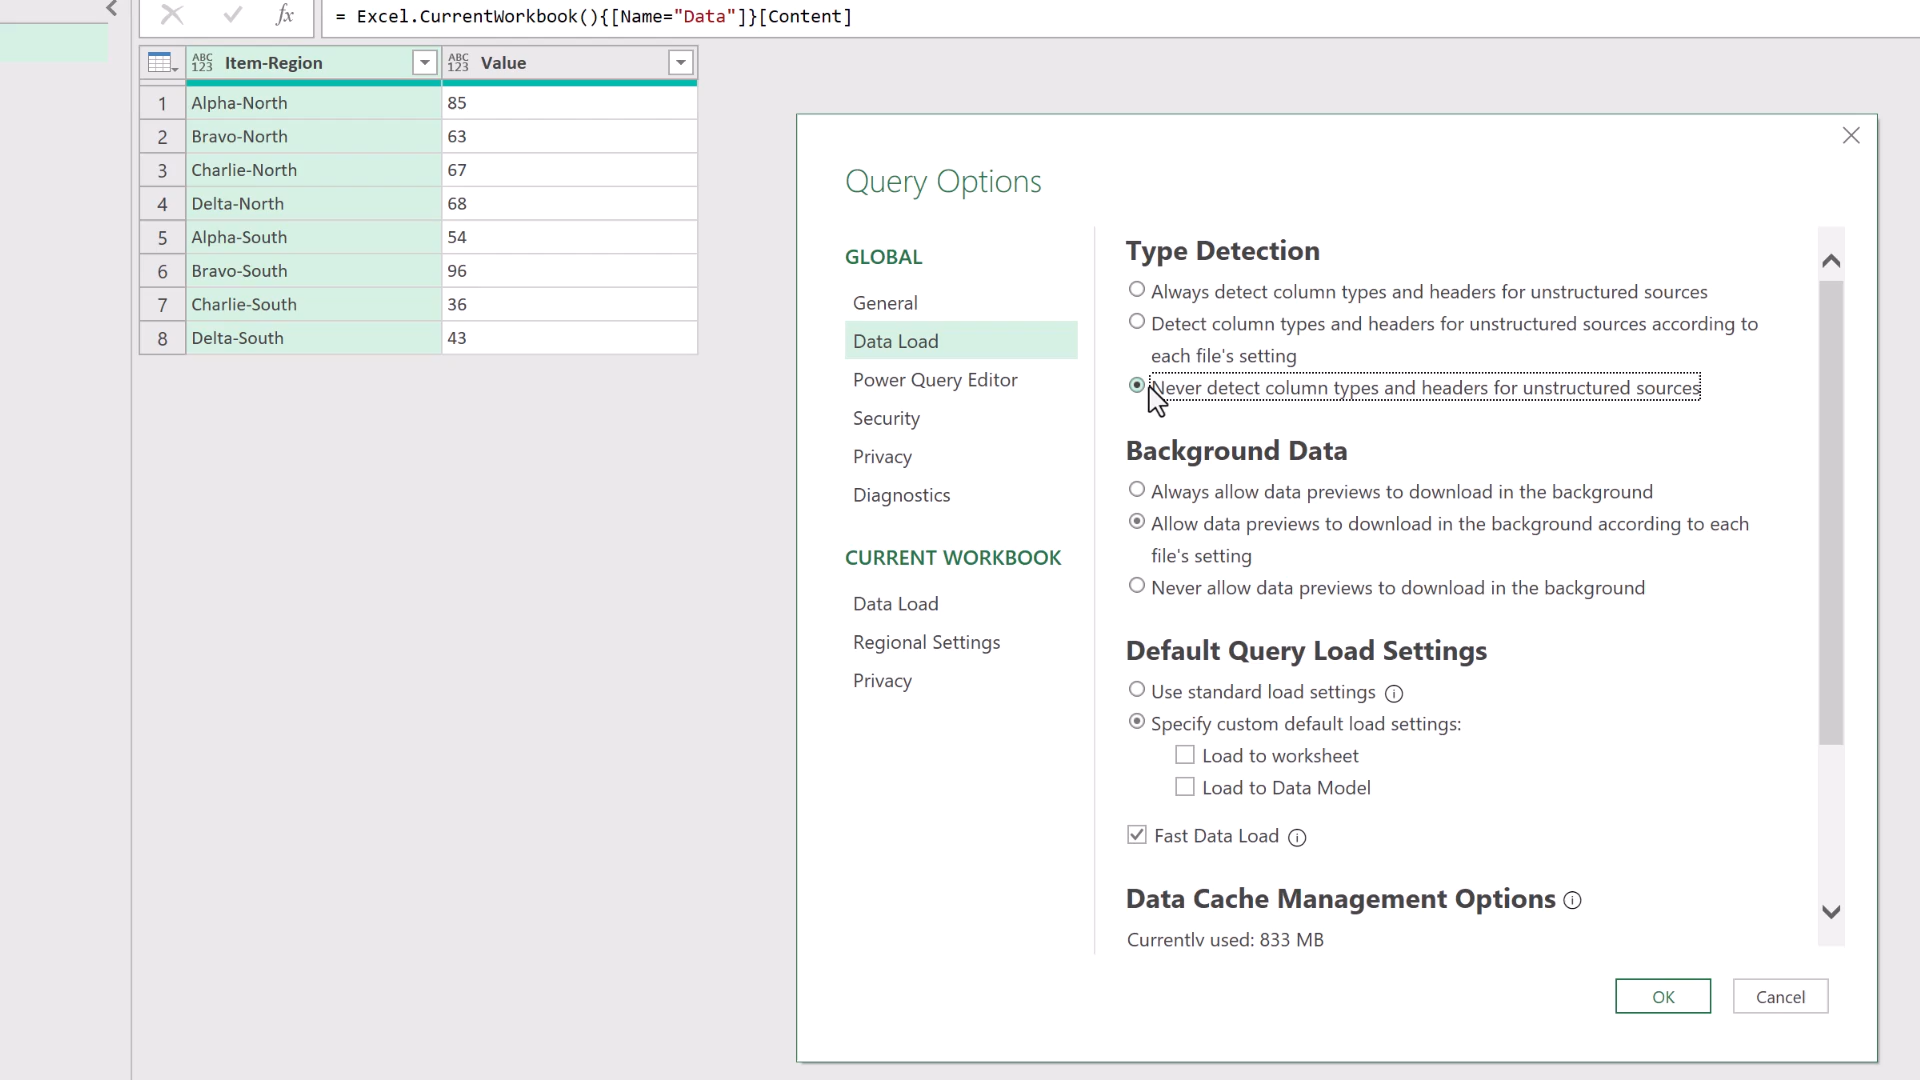 fx = Excel.CurrentWorkbook(){[Name="Data"]}[Content]
ABC 123 Item-Region ABC 123 Value
1 Alpha-North 85
2 Bravo-North 63
3 Charlie-North 67
4 Delta-North 68
5 Alpha-South 54
6 Bravo-South 96
7 Charlie-South 36
8 Delta-South 43
Query Options
GLOBAL
General
Data Load
Power Query Editor
Security
Privacy
Diagnostics
CURRENT WORKBOOK
Data Load
Regional Settings
Privacy
Type Detection
Always detect column types and headers for unstructured sources
Detect column types and headers for unstructured sources according to
each file's setting
Never detect column types and headers for unstructured sources
Background Data
Always allow data previews to download in the background
Allow data previews to download in the background according to each
file's setting
Never allow data previews to download in the background
Default Query Load Settings
Use standard load settings
Specify custom default load settings:
Load to worksheet
Load to Data Model
Fast Data Load
Data Cache Management Options
Currently used: 833 MB
OK Cancel